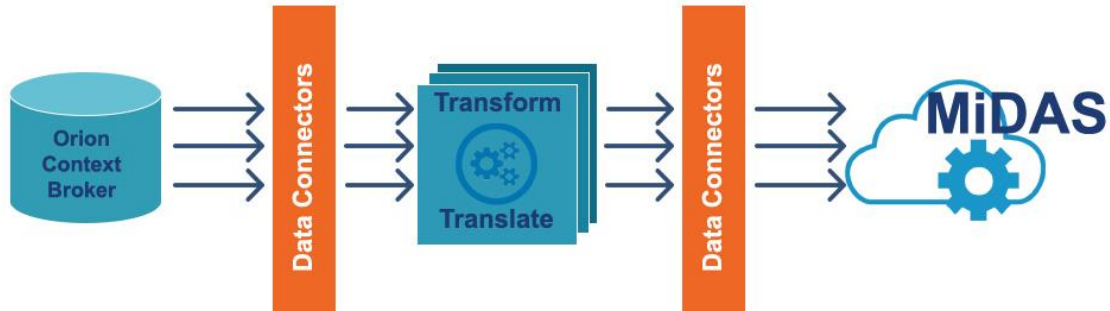 Orion
Context
Broker
Data Connectors
Transform
Translate
Data Connectors
MiDAS